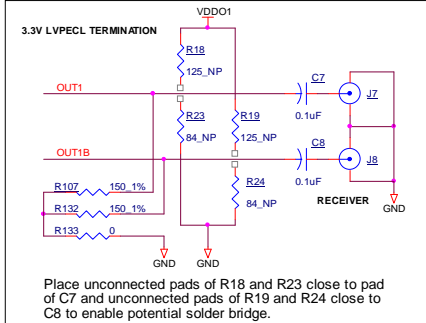 VDDO1
3.3V LVPECL TERMINATION
R18
125_NP
OUT1
C7
J7
R23
84_NP
R19
125_NP
0.1uF
OUT1B
C8
J8
R24
84_NP
0.1uF
R107 150_1%
RECEIVER
R132 150_1%
GND
R133 0
GND
GND
Place unconnected pads of R18 and R23 close to pad
of C7 and unconnected pads of R19 and R24 close to
C8 to enable potential solder bridge.